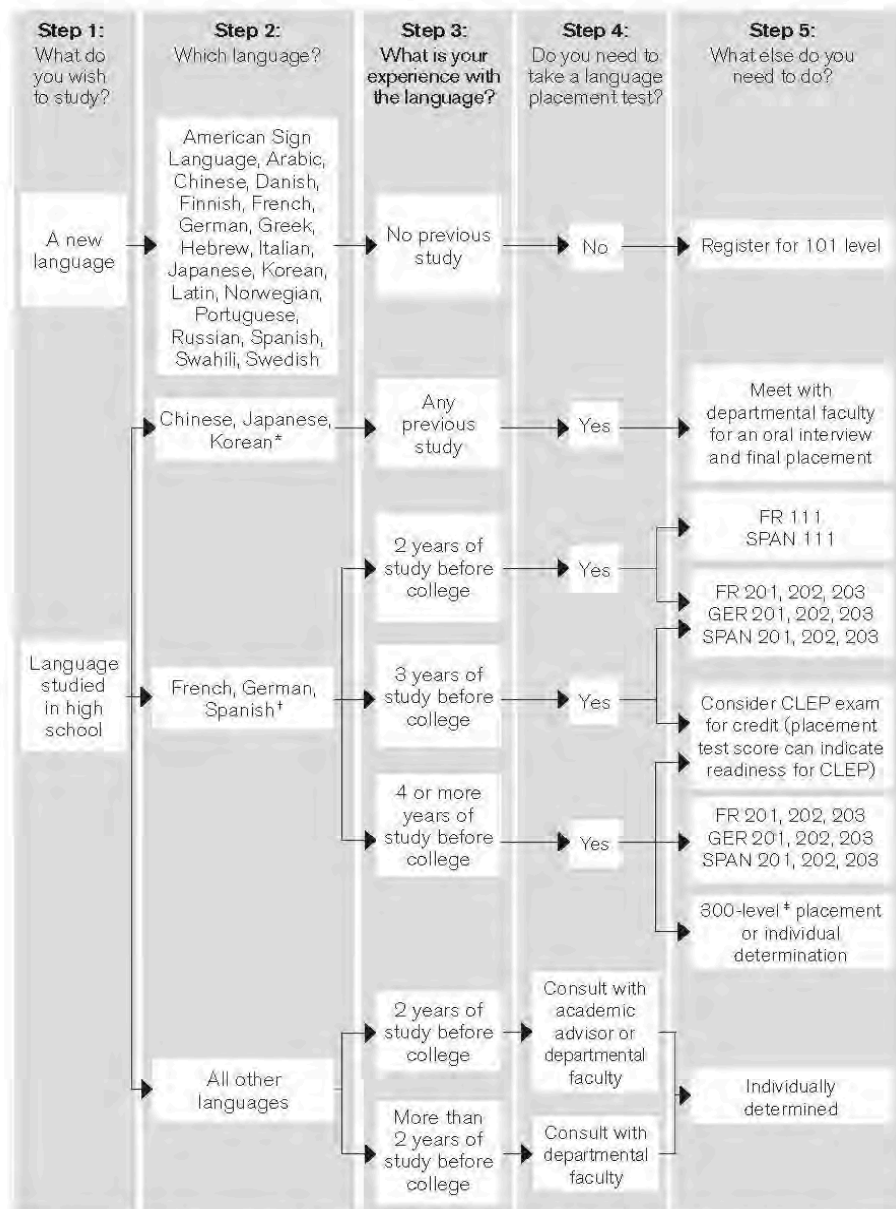 Step 1:
What do
you wish
to study?
Step 2:
Which language?
Step 3:
What is your
experience with
the language?
Step 4:
Do you need to
take a language
placement test?
Step 5:
What else do you
need to do?
A new
language
American Sign
Language, Arabic,
Chinese, Danish,
Finnish, French,
German, Greek,
Hebrew, Italian,
Japanese, Korean,
Latin, Norwegian,
Portuguese,
Russian, Spanish,
Swahili, Swedish
No previous
study
No
Register for 101 level
Language
studied
in high
school
Chinese, Japanese,
Korean*
Any
previous
study
Yes
Meet with
departmental faculty
for an oral interview
and final placement
French, German,
Spanish†
2 years of
study before
college
Yes
FR 111
SPAN 111
FR 201, 202, 203
GER 201, 202, 203
SPAN 201, 202, 203
3 years of
study before
college
Yes
Consider CLEP exam
for credit (placement
test score can indicate
readiness for CLEP)
4 or more
years of
study before
college
Yes
FR 201, 202, 203
GER 201, 202, 203
SPAN 201, 202, 203
300-level‡ placement
or individual
determination
All other
languages
2 years of
study before
college
Consult with
academic
advisor or
departmental
faculty
More than
2 years of
study before
college
Consult with
departmental
faculty
Individually
determined